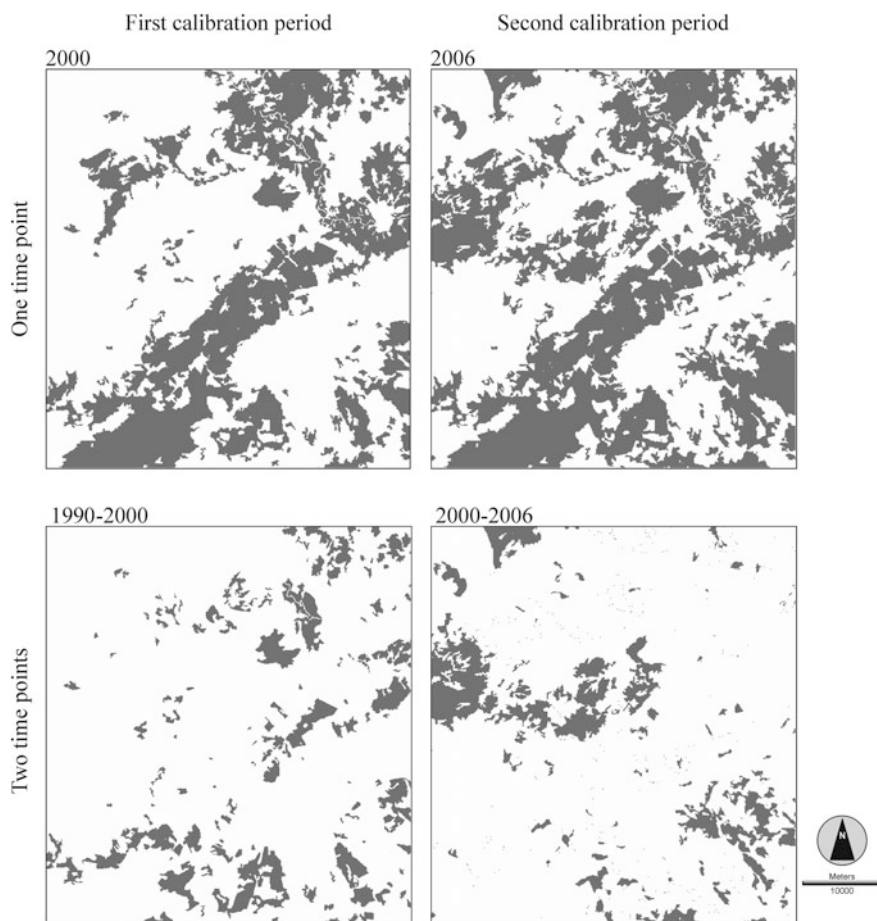 First calibration period
Second calibration period
2000
2006
One time point
1990-2000
2000-2006
Two time points
N
Meters
10000